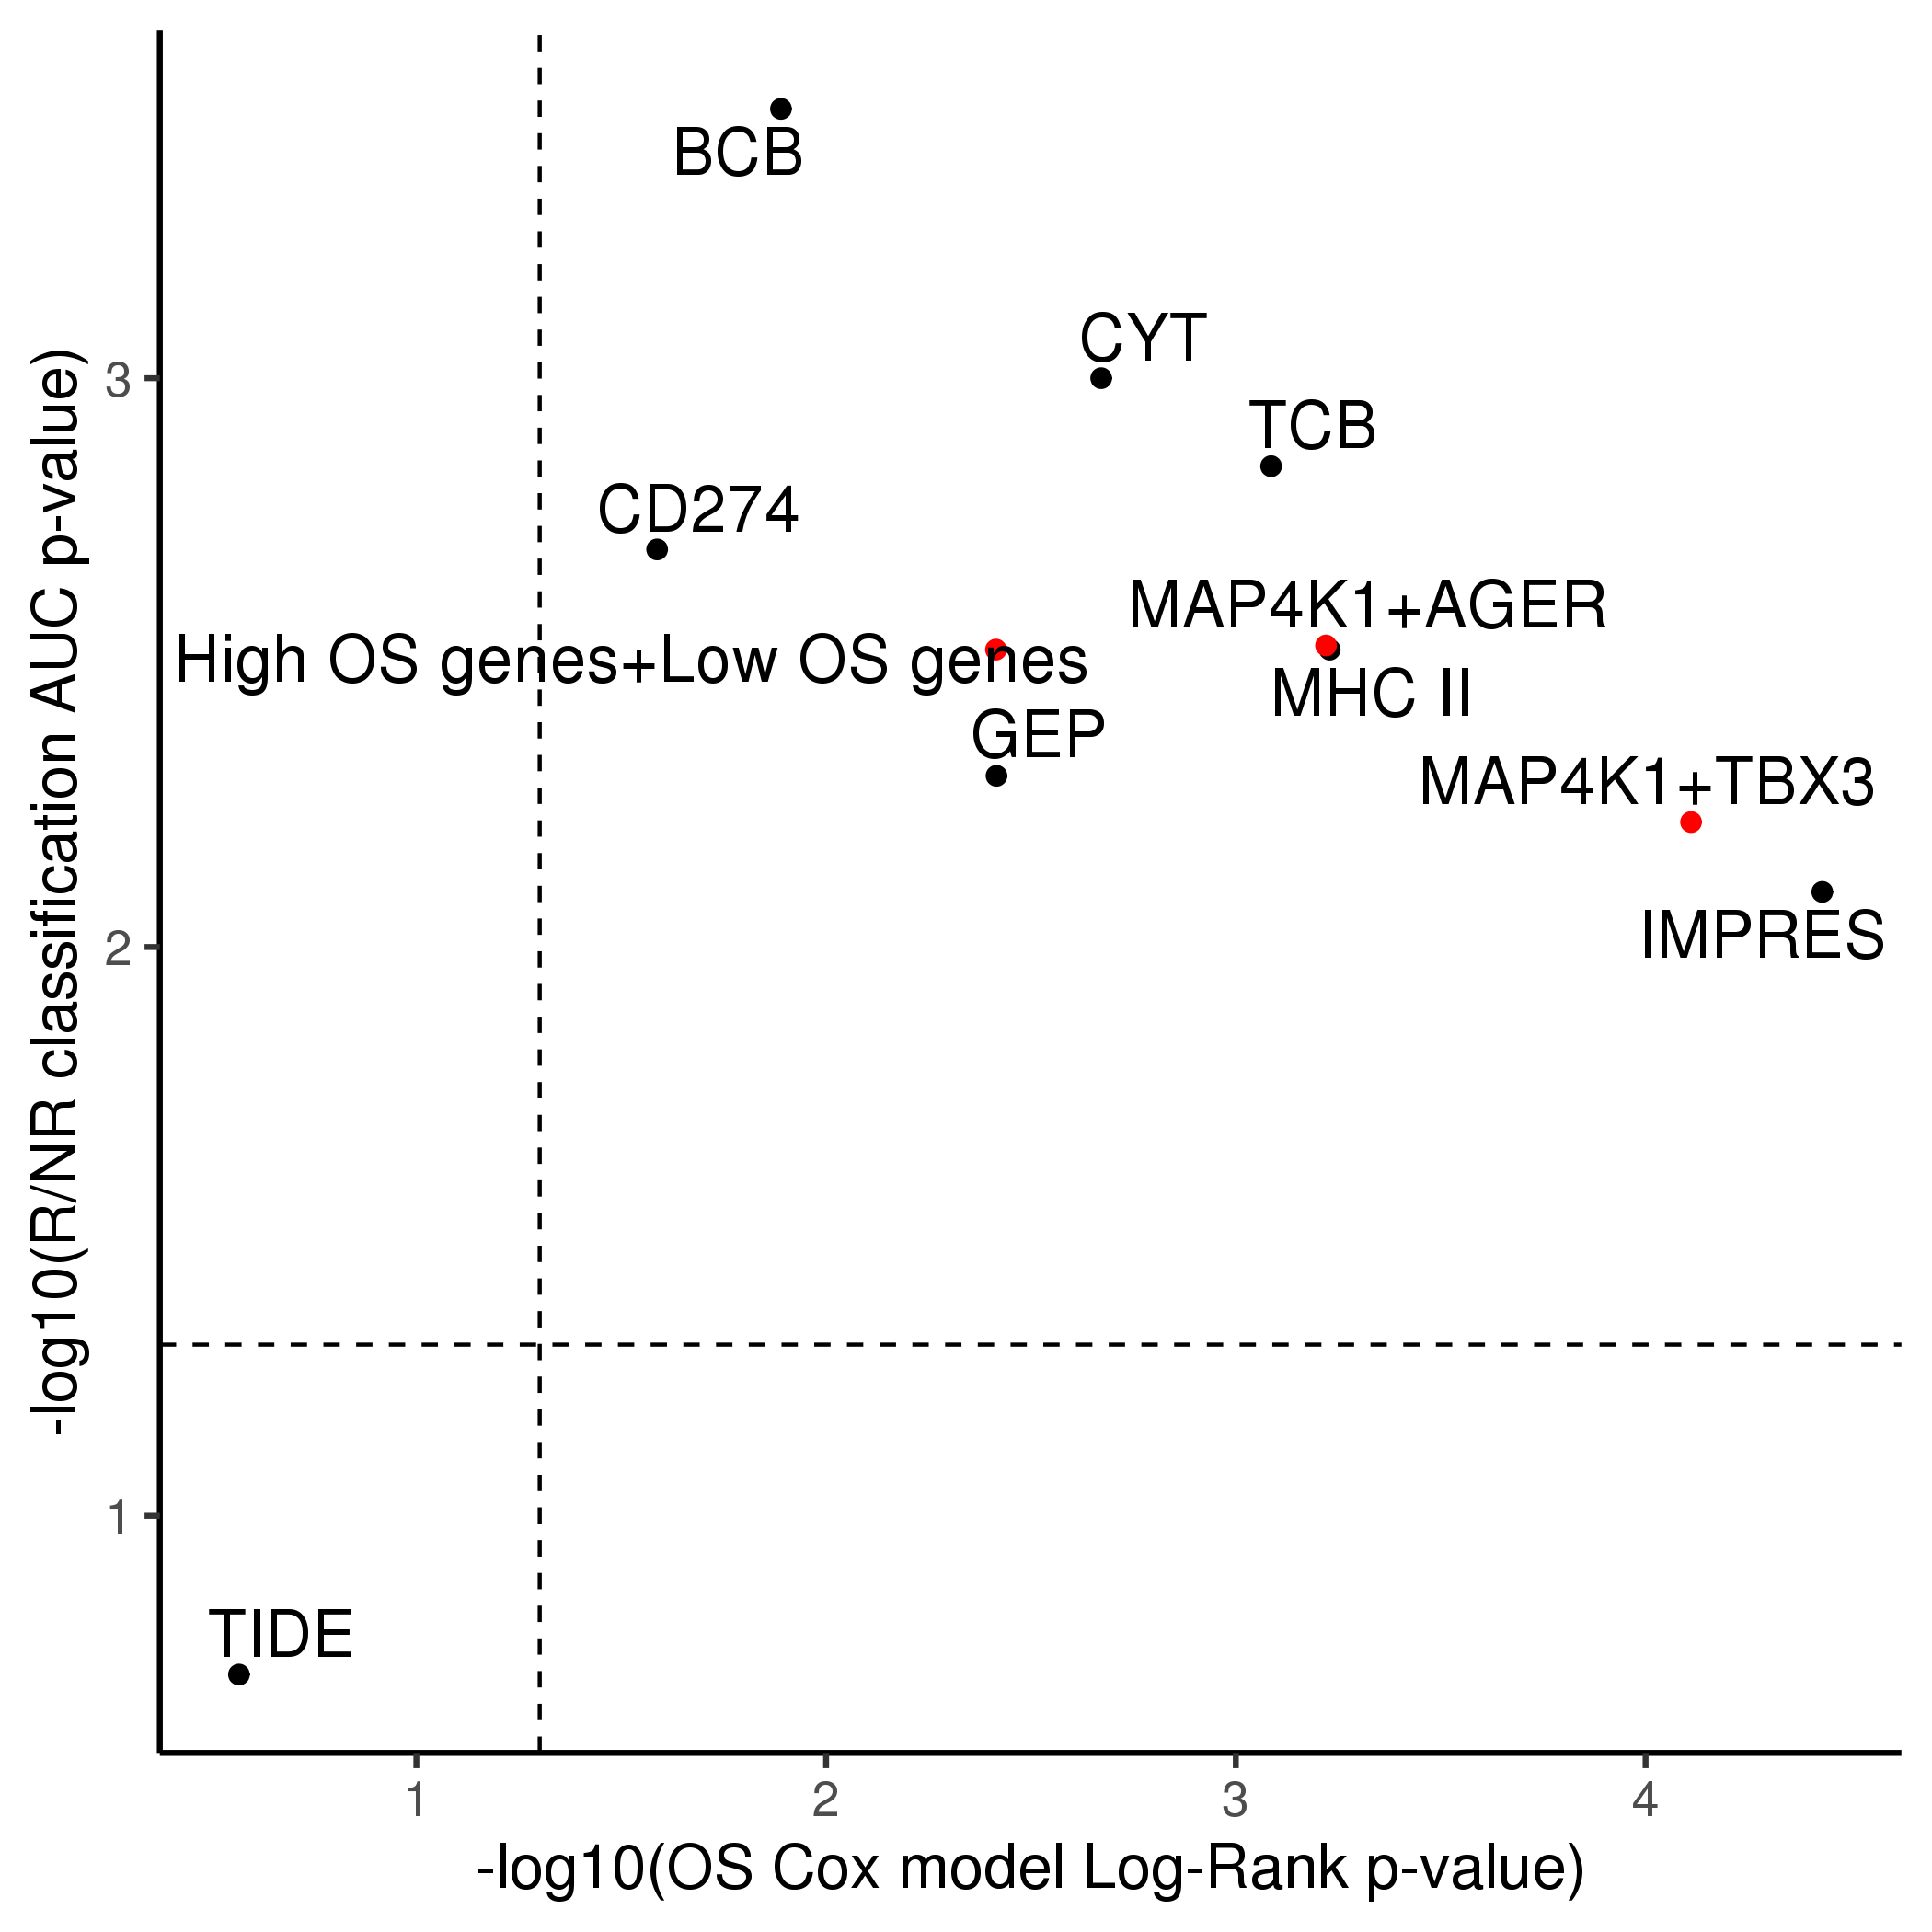 BCB
CYT
3
TCB
CD274
MAP4K1+AGER
High OS genes+Low OS genes
MHC II
GEP
MAP4K1+TBX3
IMPRES
2
1
TIDE
1
2
3
4
-log10(OS Cox model Log-Rank p-value)
-log10(R/NR classification AUC p-value)